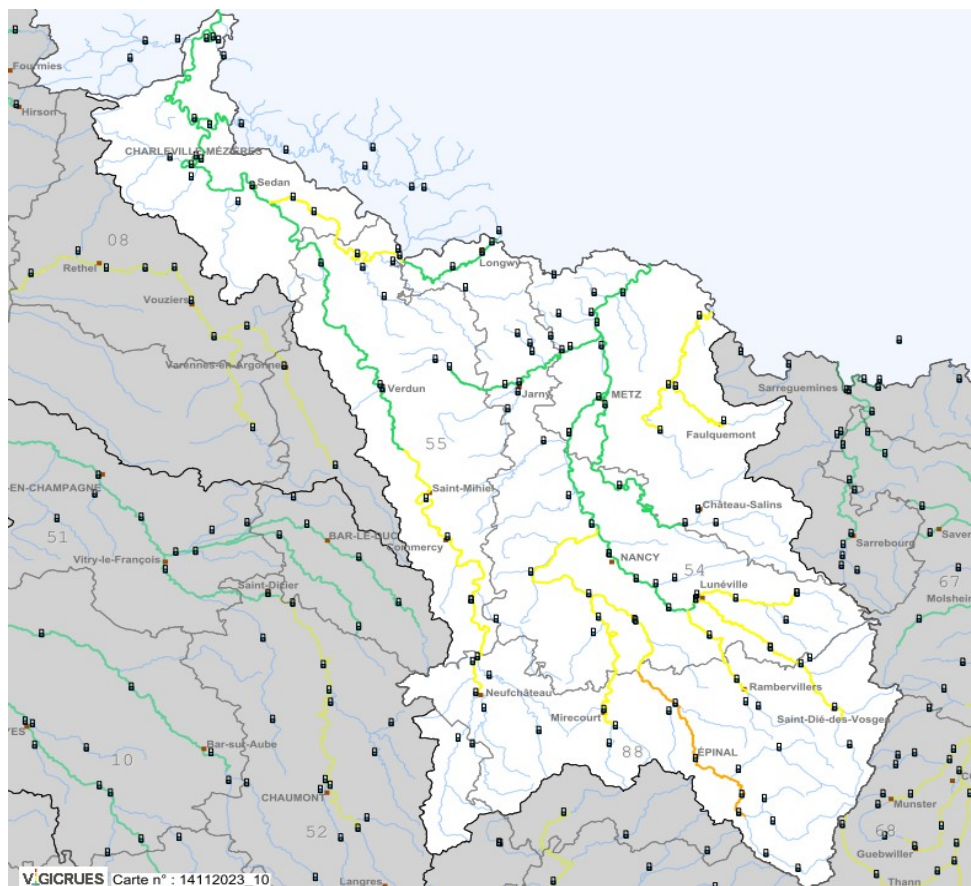 Fourmies
Hirson
CHARLEVILLE-MÉZIÈRES
Sedan
08
Rethel
Longwy
Vouziers
Varennes-en-Argonne
Sarreguemines
Verdun
Jarny
METZ
55
Faulquemont
EN-CHAMPAGNE
Saint-Mihiel
Château-Salins
51
BAR-LE-DUC
Commercy
Vitry-le-François
NANCY
54
Sarrebourg
Saver
67
Saint-Dizier
Lunéville
Molshein
Neufchâteau
Rambervillers
Mirecourt
Saint-Dié-des-Vosges
YES
Bar-sur-Aube
88
ÉPINAL
10
CHAUMONT
Munster
52
68
Guebwiller
Thann
Langres
VIGICRUES Carte n° : 14112023_10